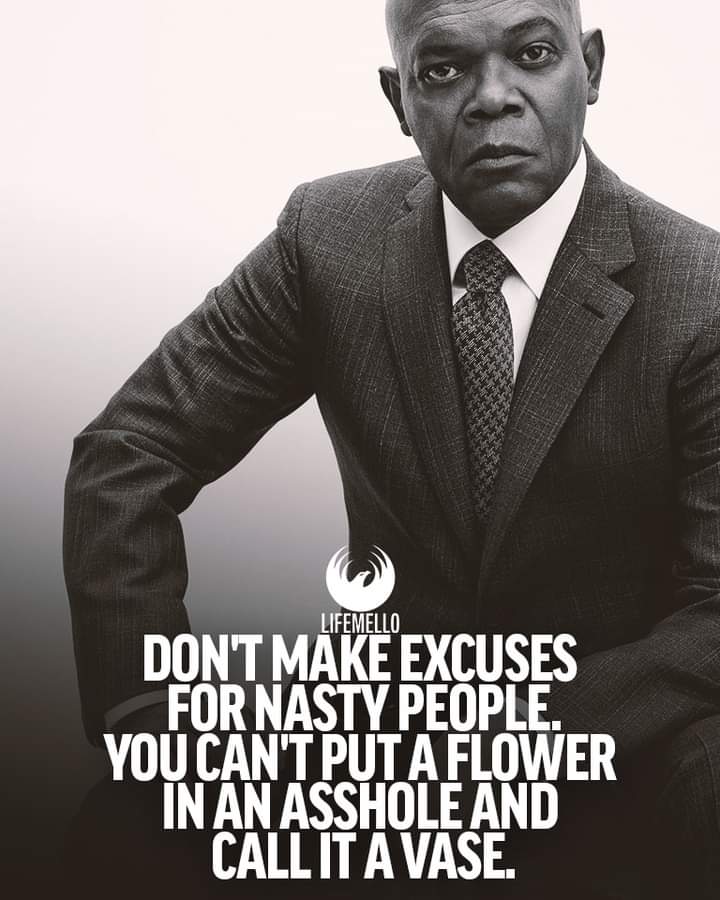 LIFEMELLO
DON'T MAKE EXCUSES
FOR NASTY PEOPLE.
YOU CAN'T PUT A FLOWER
IN AN ASSHOLE AND
CALL IT A VASE.